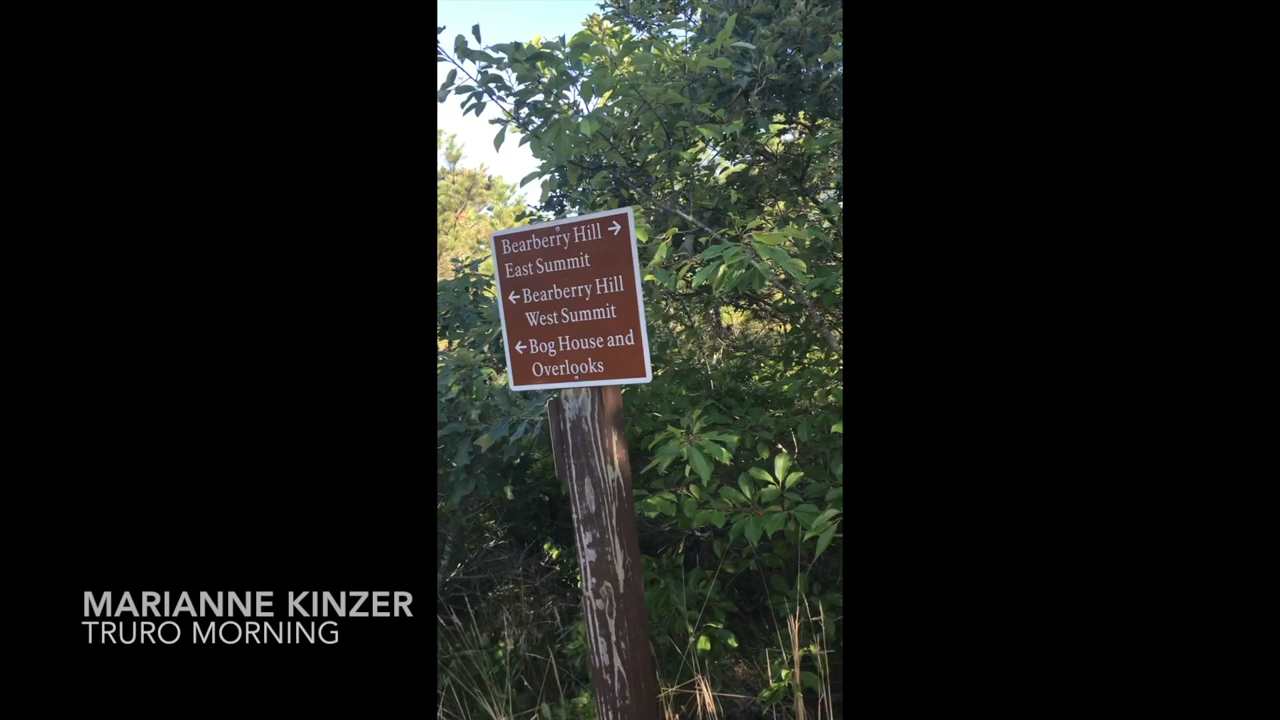 Bearberry Hill →
East Summit
← Bearberry Hill
West Summit
← Bog House and
Overlooks
MARIANNE KINZER
TRURO MORNING